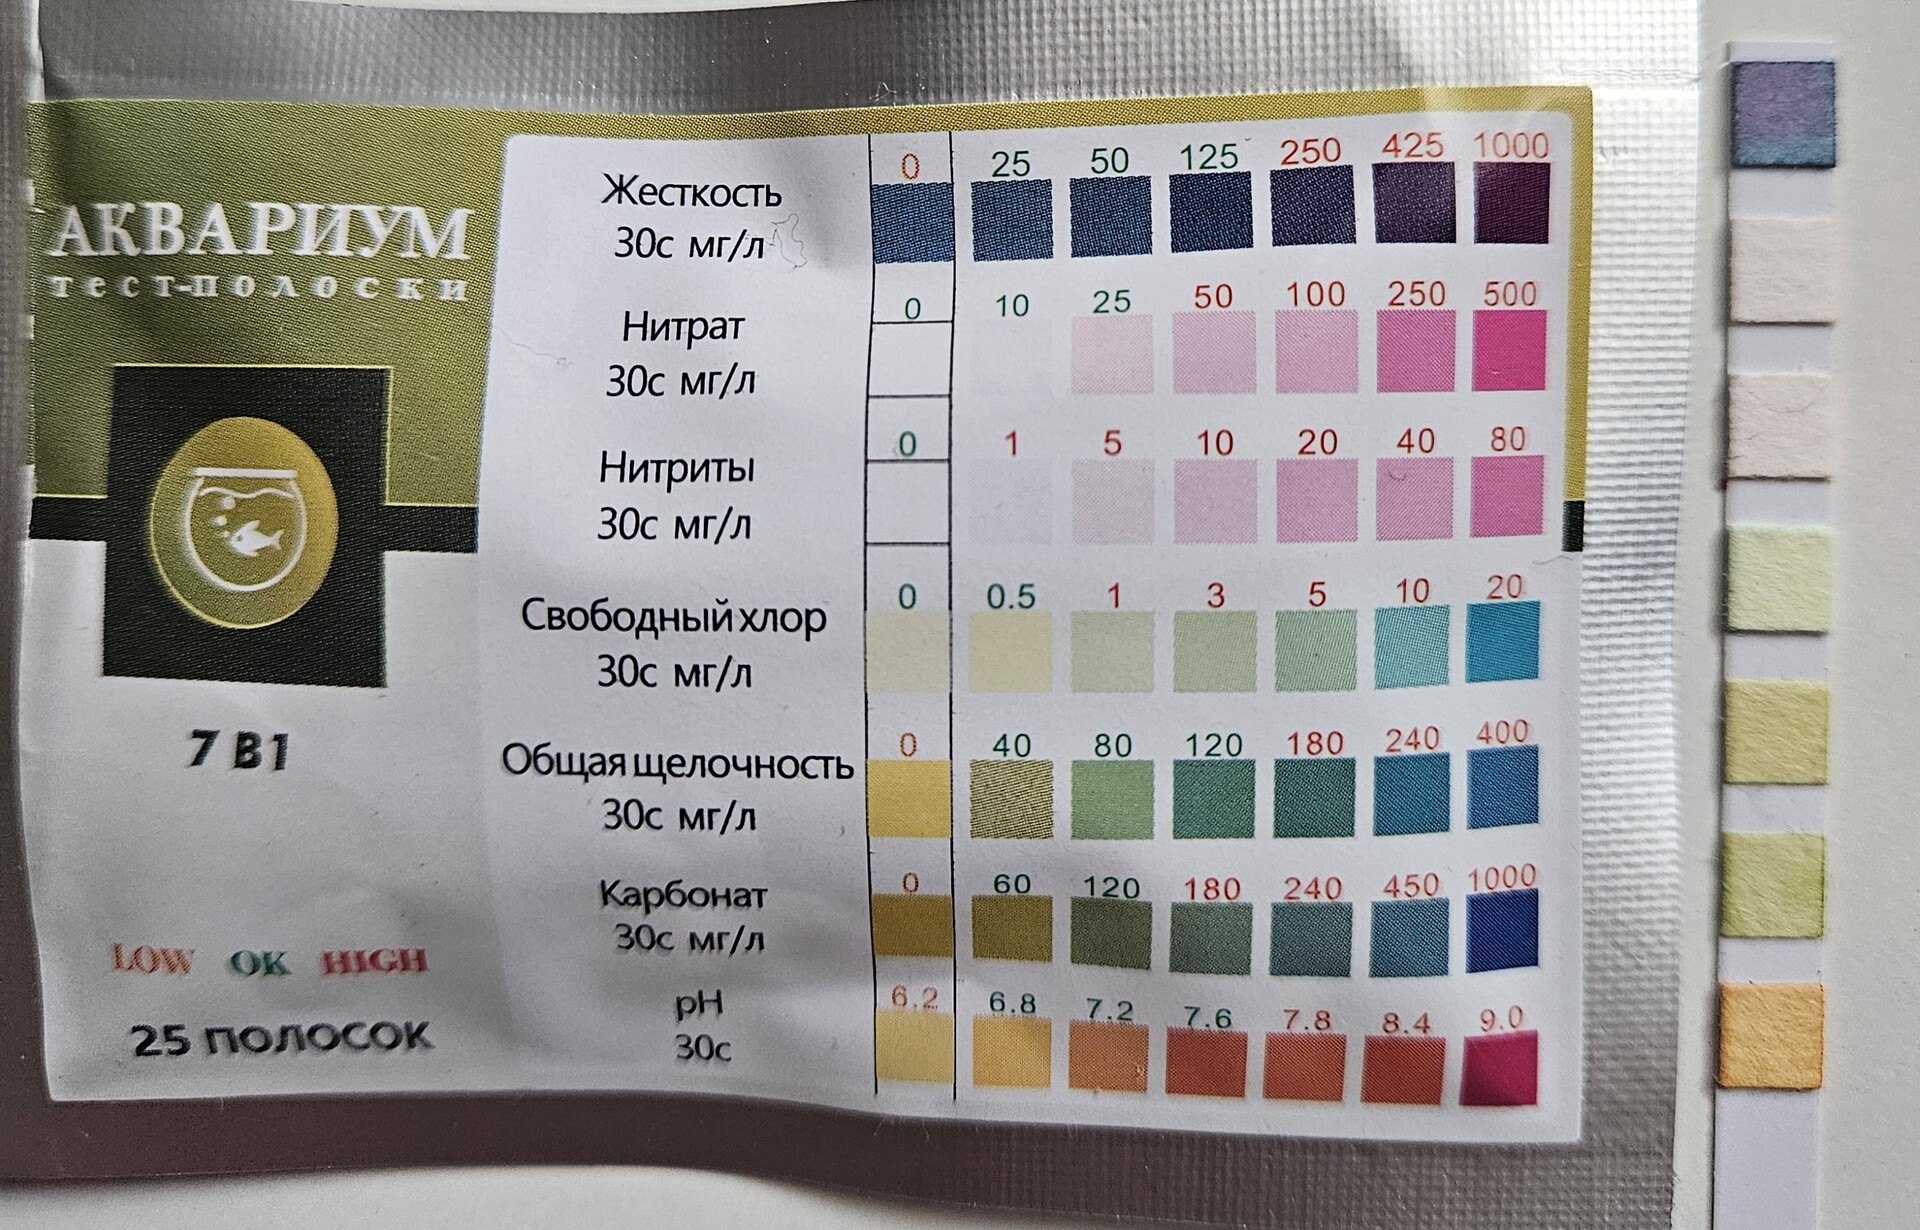 АКВАРИУМ
тест-полоски
7 В 1
LOW OK HIGH
25 ПОЛОСОК
Жесткость
30с мг/л
0 25 50 125 250 425 1000
Нитрат
30с мг/л
0 10 25 50 100 250 500
Нитриты
30с мг/л
0 1 5 10 20 40 80
Свободный хлор
30с мг/л
0 0.5 1 3 5 10 20
Общая щелочность
30с мг/л
0 40 80 120 180 240 400
Карбонат
30с мг/л
0 60 120 180 240 450 1000
pH
30с
6.2 6.8 7.2 7.6 7.8 8.4 9.0